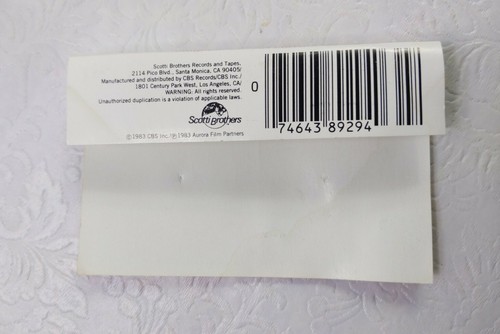 Scotti Brothers Records and Tapes.
2114 Pico Blvd., Santa Monica, CA 90405/
Manufactured and distributed by CBS Records/CBS Inc./
1801 Century Park West, Los Angeles, CA/
WARNING: All rights reserved.
Unauthorized duplication is a violation of applicable laws.
Scotti Brothers
©1983 CBS Inc./℗1983 Aurora Film Partners
0 74643 89294